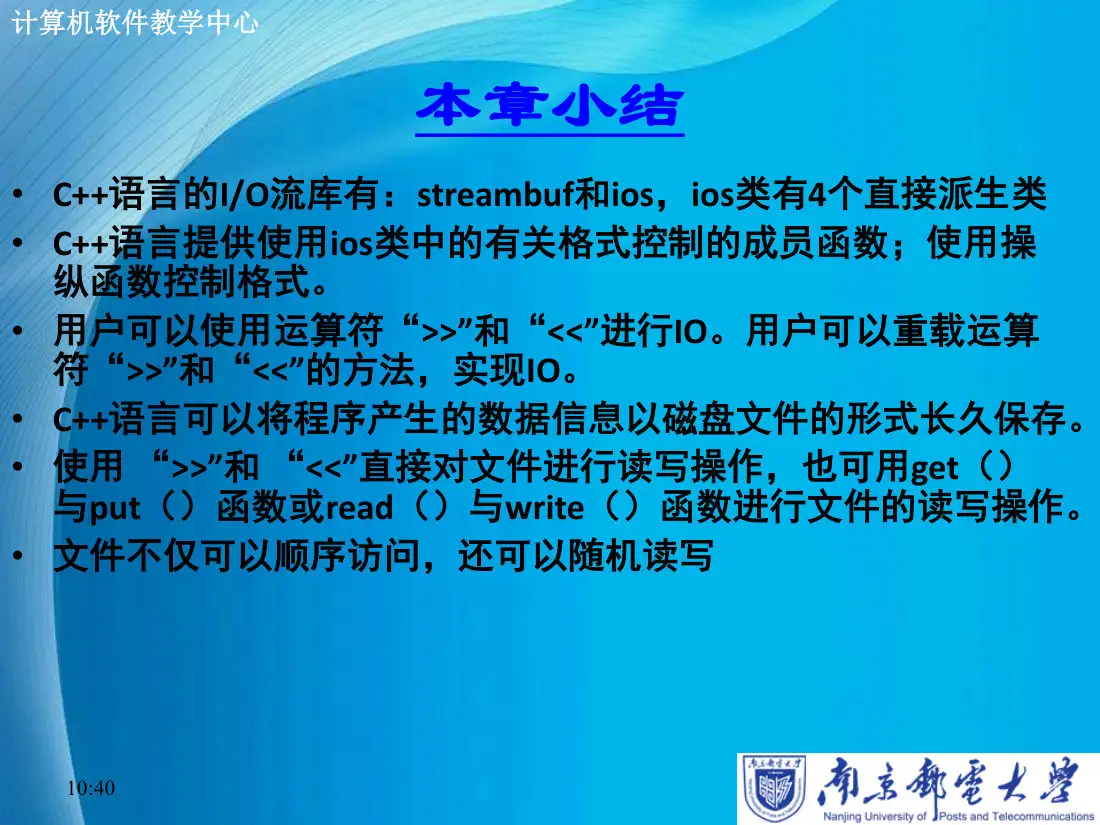 计算机软件教学中心
本章小结
• C++语言的I/O流库有：streambuf和ios，ios类有4个直接派生类
• C++语言提供使用ios类中的有关格式控制的成员函数；使用操
纵函数控制格式。
• 用户可以使用运算符“>>”和“<<”进行IO。用户可以重载运算
符“>>”和“<<”的方法，实现IO。
• C++语言可以将程序产生的数据信息以磁盘文件的形式长久保存。
• 使用 “>>”和 “<<”直接对文件进行读写操作，也可用get（）
与put（）函数或read（）与write（）函数进行文件的读写操作。
• 文件不仅可以顺序访问，还可以随机读写
10:40
南京邮电大学
南京郵電大學
Nanjing University of Posts and Telecommunications